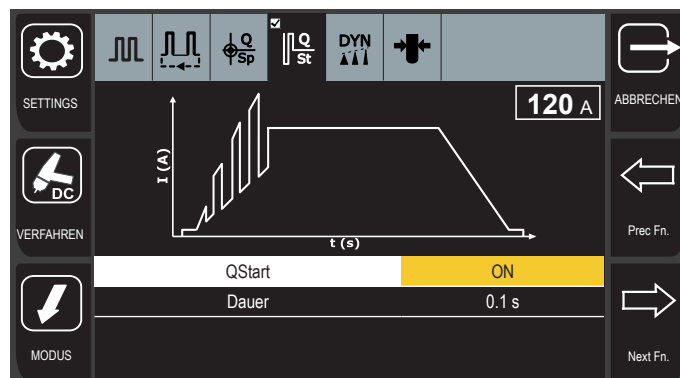 Q
Sp
Q
St
DYN
SETTINGS
120 A
ABBRECHEN
I (A)
DC
VERFAHREN
t (s)
Prec Fn.
QStart ON
Dauer 0.1 s
MODUS
Next Fn.